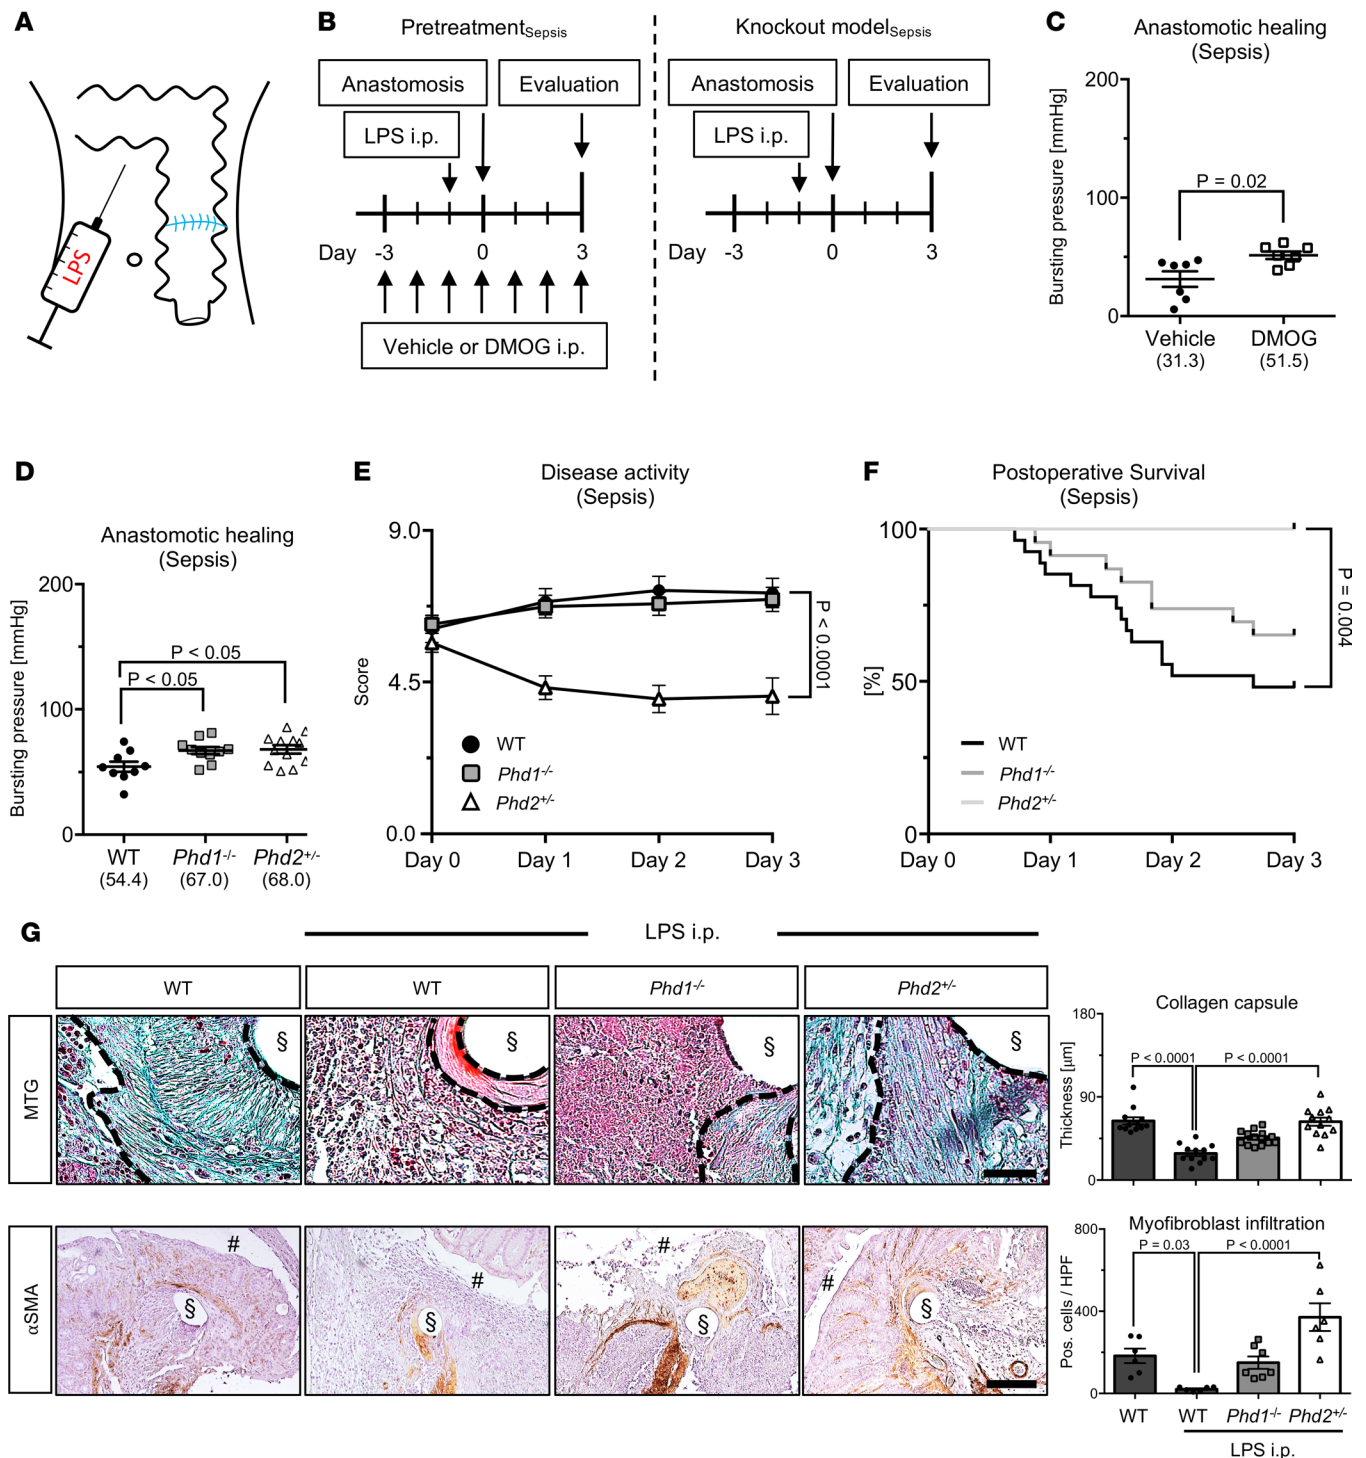 A
LPS
B
Pretreatment_Sepsis
Knockout model_Sepsis
Anastomosis
Evaluation
LPS i.p.
Day
-3
0
3
Vehicle or DMOG i.p.
Anastomosis
Evaluation
LPS i.p.
Day
-3
0
3
C
Anastomotic healing
(Sepsis)
Bursting pressure [mmHg]
200
100
0
P = 0.02
Vehicle
(31.3)
DMOG
(51.5)
D
Anastomotic healing
(Sepsis)
Bursting pressure [mmHg]
200
100
0
P < 0.05
P < 0.05
WT
(54.4)
Phd1-/-
(67.0)
Phd2+/-
(68.0)
E
Disease activity
(Sepsis)
Score
9.0
4.5
0.0
P < 0.0001
WT
Phd1-/-
Phd2+/-
Day 0
Day 1
Day 2
Day 3
F
Postoperative Survival
(Sepsis)
[%]
100
50
0
P = 0.004
WT
Phd1-/-
Phd2+/-
Day 0
Day 1
Day 2
Day 3
G
LPS i.p.
WT
WT
Phd1-/-
Phd2+/-
MTG
§
§
§
§
αSMA
#
§
#
§
#
§
#
§
Collagen capsule
Thickness [µm]
180
90
0
P < 0.0001
P < 0.0001
Myofibroblast infiltration
Pos. cells / HPF
800
400
0
P = 0.03
P < 0.0001
WT
WT
Phd1-/-
Phd2+/-
LPS i.p.